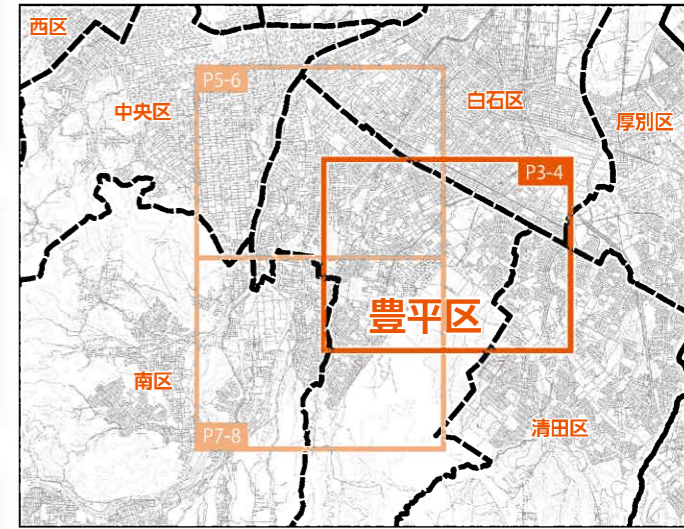 西区
P5-6
白石区
中央区
厚別区
P3-4
豊平区
南区
清田区
P7-8